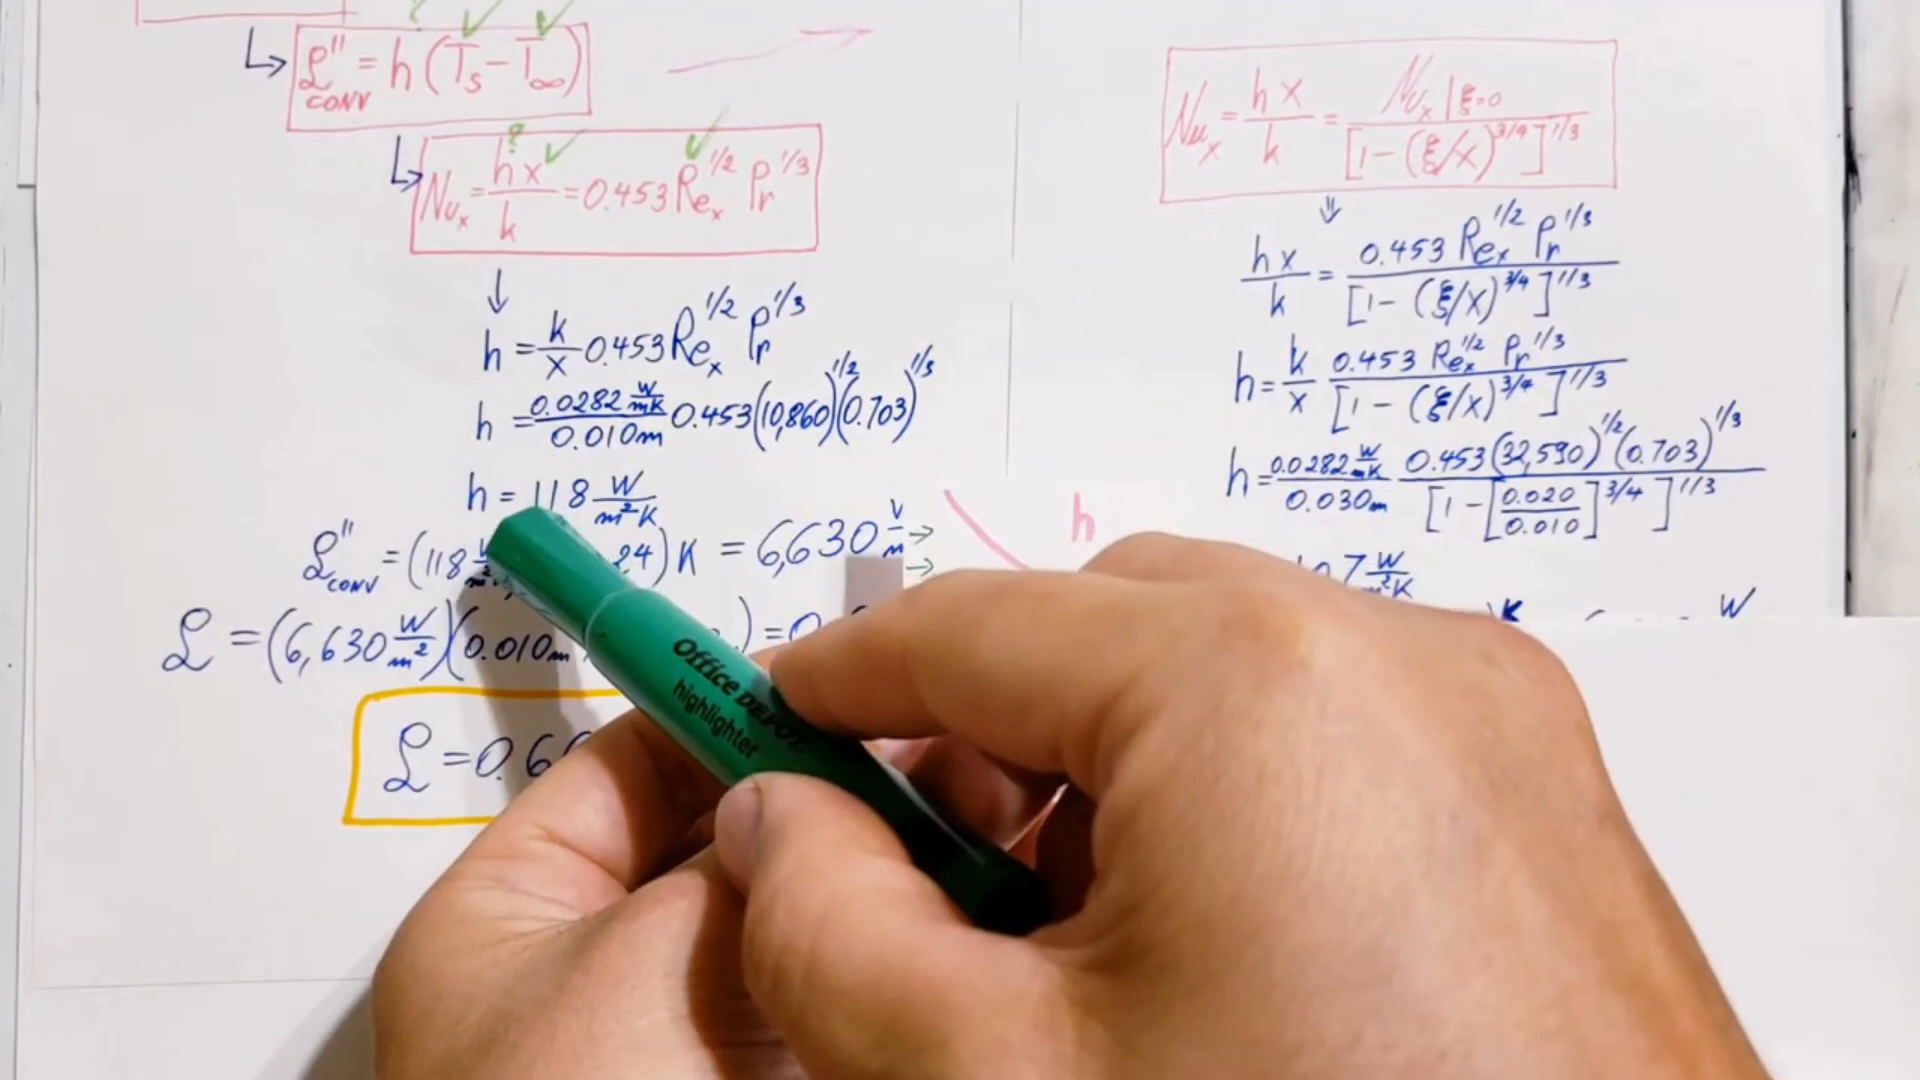 q"conv = h (Ts - T∞)
?
Nux = hx/k = 0.453 Rex^1/2 Pr^1/3
h = k/x 0.453 Rex^1/2 Pr^1/3
h = 0.0282 W/mK / 0.010m 0.453 (10,860)^1/2 (0.703)^1/3
h = 118 W/m²K
q"conv = (118 24) K = 6,630
q = (6,630 W/m²)(0.010m ) = 0
q = 0.6
Office DEPOT
highlighter
h
Nux = hx/k = Nux|ξ=0 / [1 - (ξ/x)^3/4]^1/3
hx/k = 0.453 Rex^1/2 Pr^1/3 / [1 - (ξ/x)^3/4]^1/3
h = k/x 0.453 Rex^1/2 Pr^1/3 / [1 - (ξ/x)^3/4]^1/3
h = 0.0282 W/mK / 0.030m 0.453 (32,590)^1/2 (0.703)^1/3 / [1 - [0.020/0.010]^3/4]^1/3
7 W/m²K
K W